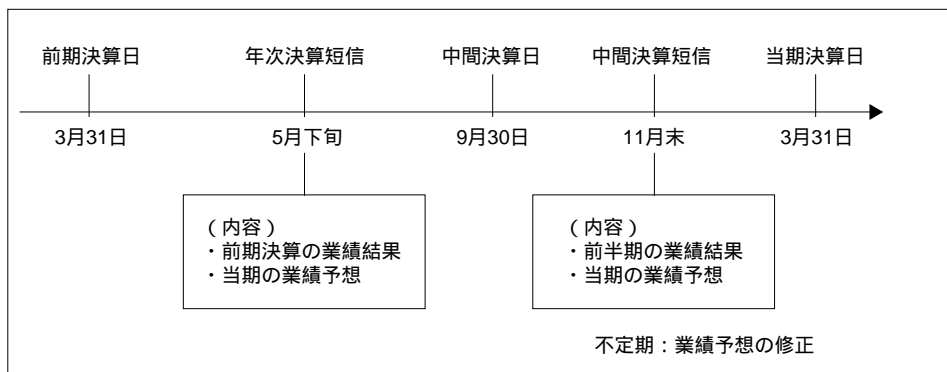 前期決算日
年次決算短信
中間決算日
中間決算短信
当期決算日
3月31日
5月下旬
9月30日
11月末
3月31日
（内容）
・前期決算の業績結果
・当期の業績予想
（内容）
・前半期の業績結果
・当期の業績予想
不定期：業績予想の修正